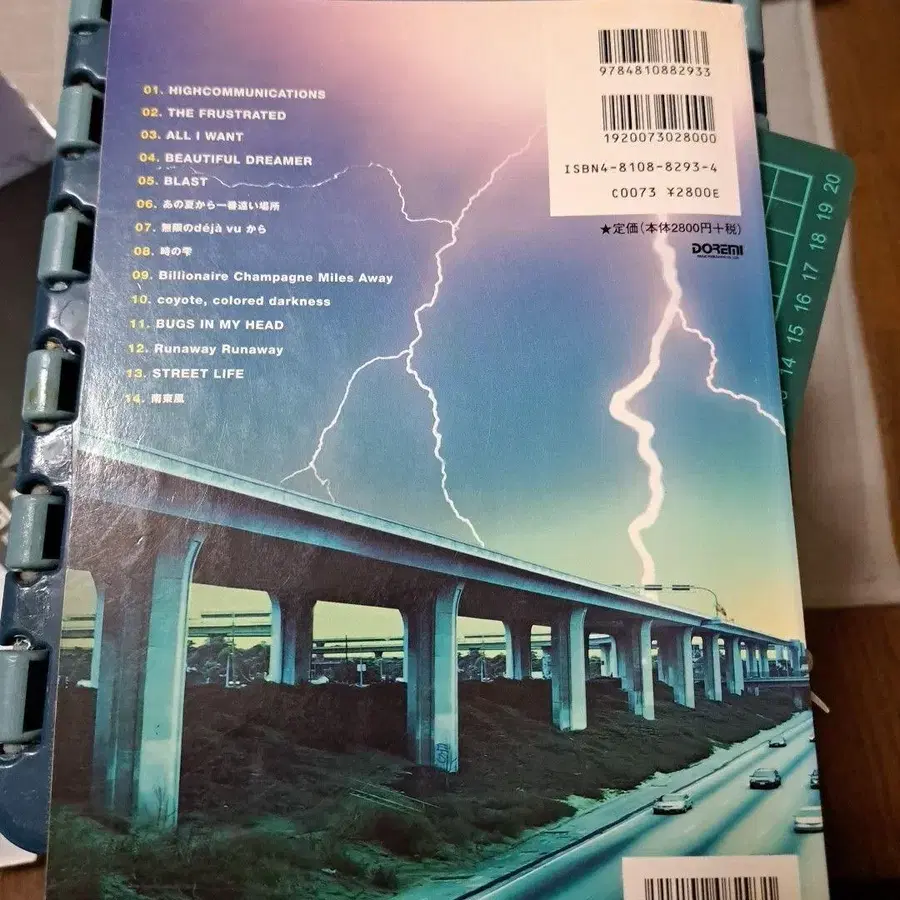 01. HIGHCOMMUNICATIONS
02. THE FRUSTRATED
03. ALL I WANT
04. BEAUTIFUL DREAMER
05. BLAST
06. あの夏から一番遠い場所
07. 無限のdéjà vu から
08. 時の雫
09. Billionaire Champagne Miles Away
10. coyote, colored darkness
11. BUGS IN MY HEAD
12. Runaway Runaway
13. STREET LIFE
14. 南東風
9784810882933
1920073028000
ISBN4-8108-8293-4
C0073 ¥2800E
★定価(本体2800円+税)
DOREMI
20
19
18
17
16
15
14